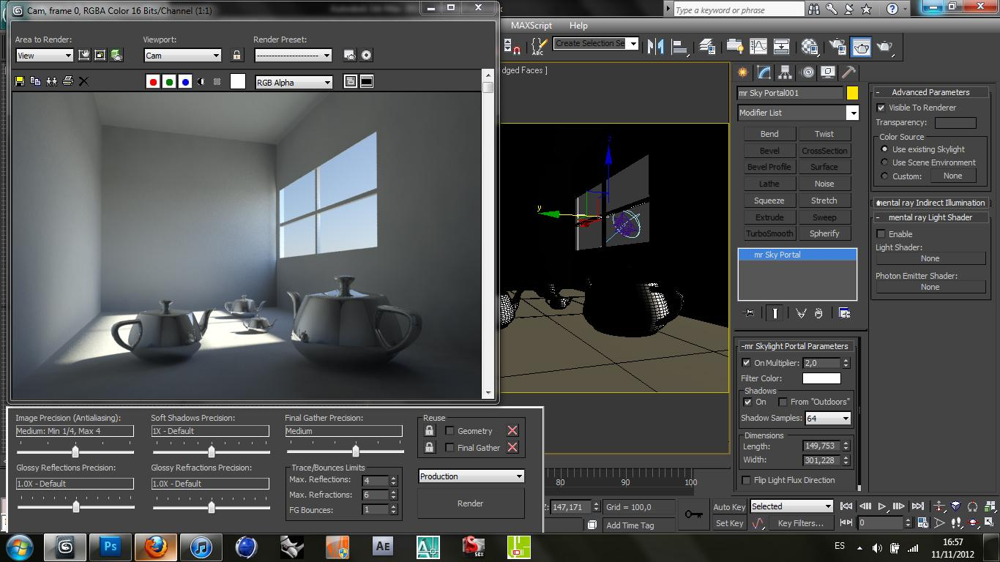 Cam, frame 0, RGBA Color 16 Bits/Channel (1:1)
Type a keyword or phrase
MAXScript Help
Area to Render:
View
Viewport:
Cam
Render Preset:
RGB Alpha
Create Selection Se
ABC
dged Faces ]
z
y
mr Sky Portal001
Modifier List
Bend Twist
Bevel CrossSection
Bevel Profile Surface
Lathe Noise
Squeeze Stretch
Extrude Sweep
TurboSmooth Spherify
mr Sky Portal
- mr Skylight Portal Parameters
On Multiplier: 2,0
Filter Color:
Shadows
On From "Outdoors"
Shadow Samples: 64
Dimensions
Length: 149,753
Width: 301,228
Flip Light Flux Direction
- Advanced Parameters
Visible To Renderer
Transparency:
Color Source
Use existing Skylight
Use Scene Environment
Custom: None
mental ray Indirect Illumination
- mental ray Light Shader
Enable
Light Shader:
None
Photon Emitter Shader:
None
Image Precision (Antialiasing):
Medium: Min 1/4, Max 4
Soft Shadows Precision:
1X - Default
Final Gather Precision:
Medium
Glossy Reflections Precision:
1.0X - Default
Glossy Refractions Precision:
1.0X - Default
Trace/Bounces Limits
Max. Reflections: 4
Max. Refractions: 6
FG Bounces: 1
Reuse
Geometry
Final Gather
Production
Render
80 90 100
Z: 147,171
Grid = 100,0
Add Time Tag
Auto Key
Selected
Set Key
Key Filters...
0
Ps
AE
SBX
ES
16:57
11/11/2012